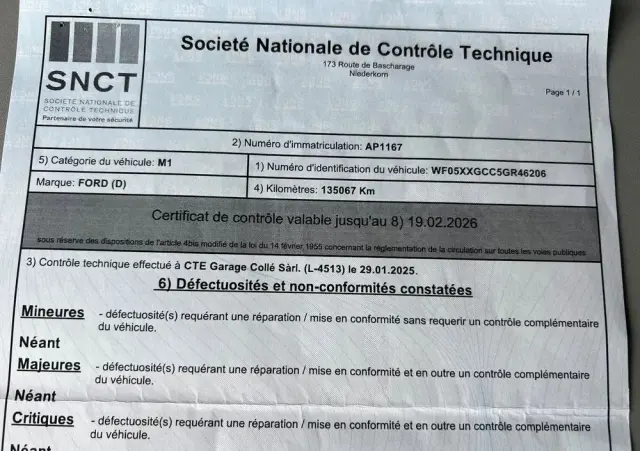 SNCT
SOCIÉTÉ NATIONALE DE
CONTRÔLE TECHNIQUE
Partenaire de votre sécurité
Societé Nationale de Contrôle Technique
173 Route de Bascharage
Niederkorn
Page 1 / 1
2) Numéro d'immatriculation: AP1167
5) Catégorie du véhicule: M1
1) Numéro d'identification du véhicule: WF05XXGCC5GR46206
Marque: FORD (D)
4) Kilomètres: 135067 Km
Certificat de contrôle valable jusqu'au 8) 19.02.2026
sous réserve des dispositions de l'article 4bis modifié de la loi du 14 février 1955 concernant la réglementation de la circulation sur toutes les voies publiques
3) Contrôle technique effectué à CTE Garage Collé Sàrl. (L-4513) le 29.01.2025.
6) Défectuosités et non-conformités constatées
Mineures - défectuosité(s) requérant une réparation / mise en conformité sans requerir un contrôle complémentaire
du véhicule.
Néant
Majeures - défectuosité(s) requérant une réparation / mise en conformité et en outre un contrôle complémentaire
du véhicule.
Néant
Critiques - défectuosité(s) requérant une réparation / mise en conformité et en outre un contrôle complémentaire
du véhicule.
Néant